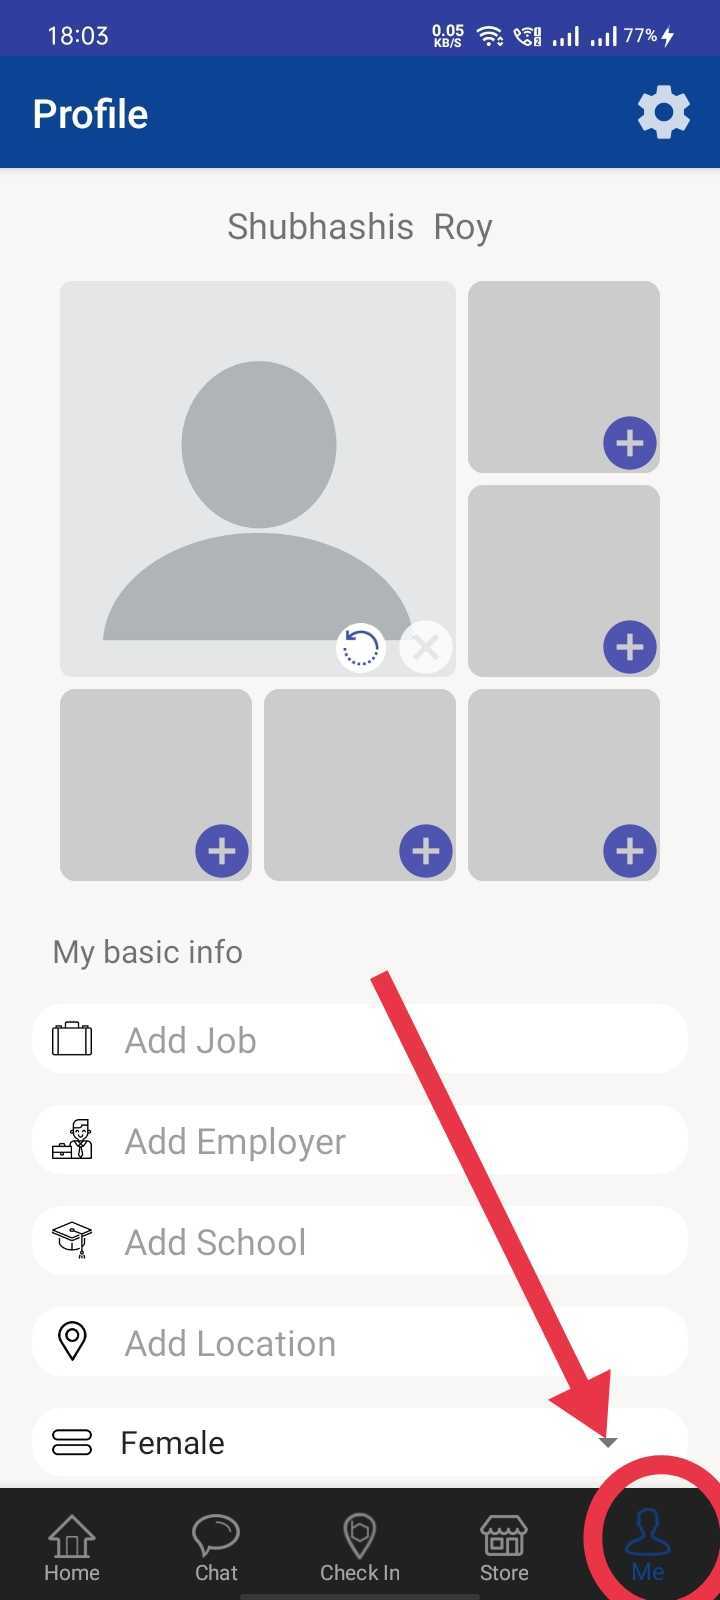 18:03 0.05 KB/S 77%
Profile
Shubhashis Roy
My basic info
Add Job
Add Employer
Add School
Add Location
Female
Home Chat Check In Store Me